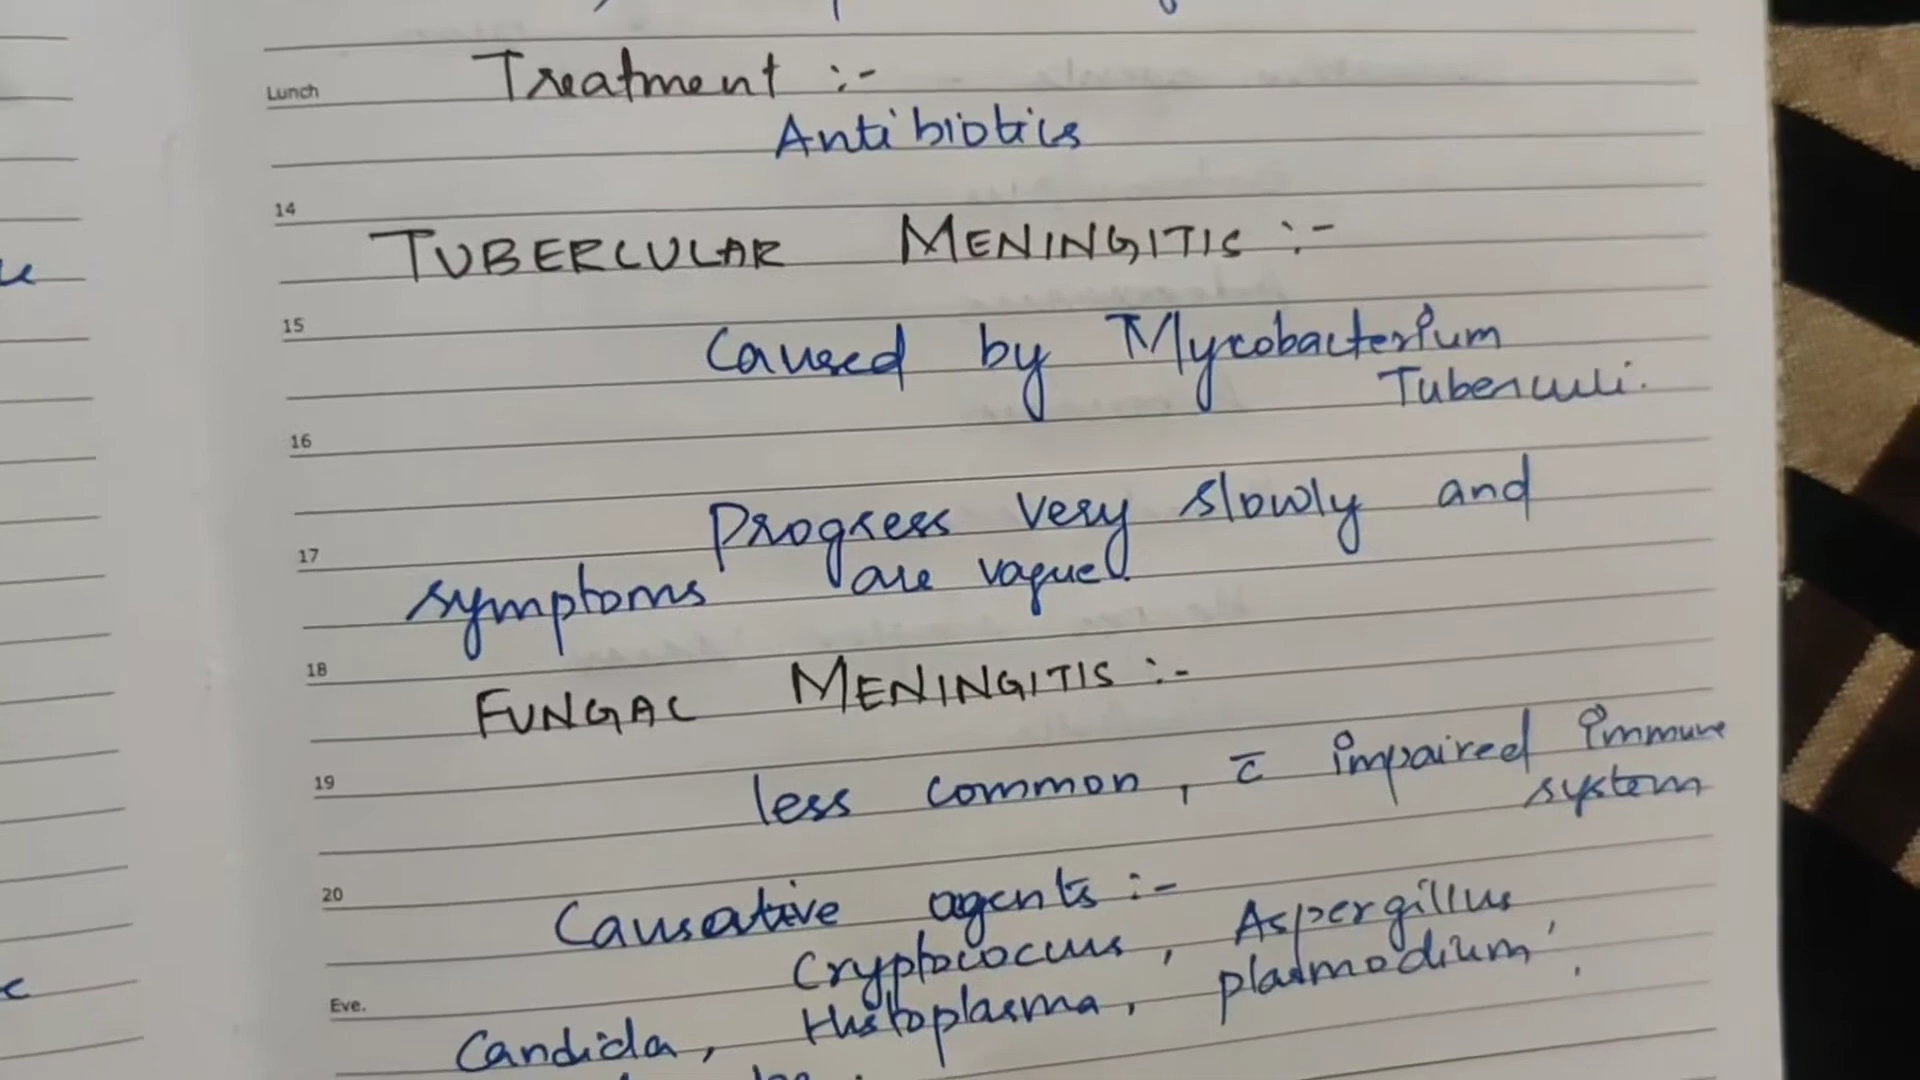 Lunch
Treatment :-
Antibiotics
14
TUBERCULAR MENINGITIS :-
15
Caused by Mycobacterium
Tuberculi.
16
Progress very slowly and
17
symptoms are vague.
18
FUNGAL MENINGITIS :-
19
less common, c̄ impaired immune
system
20
Causative agents :-
Cryptococcus, Aspergillus,
Eve.
Candida, Histoplasma, plasmodium,